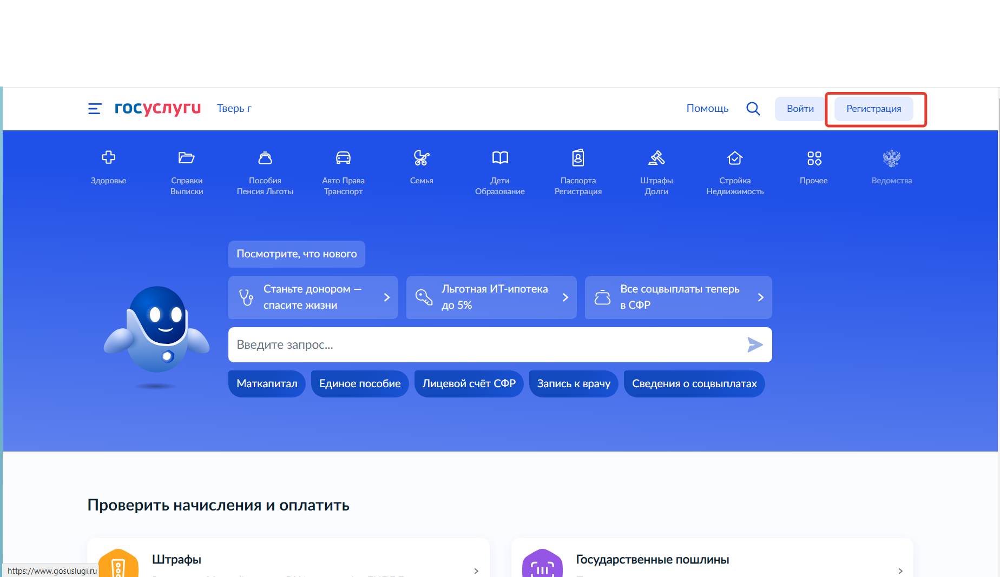 госуслуги
Тверь г
Помощь
Войти
Регистрация
Здоровье
Справки
Выписки
Пособия
Пенсия Льготы
Авто Права
Транспорт
Семья
Дети
Образование
Паспорта
Регистрация
Штрафы
Долги
Стройка
Недвижимость
Прочее
Ведомства
Посмотрите, что нового
Станьте донором —
спасите жизни
Льготная ИТ-ипотека
до 5%
Все соцвыплаты теперь
в СФР
Введите запрос...
Маткапитал
Единое пособие
Лицевой счёт СФР
Запись к врачу
Сведения о соцвыплатах
Проверить начисления и оплатить
Штрафы
Государственные пошлины
https://www.gosuslugi.ru